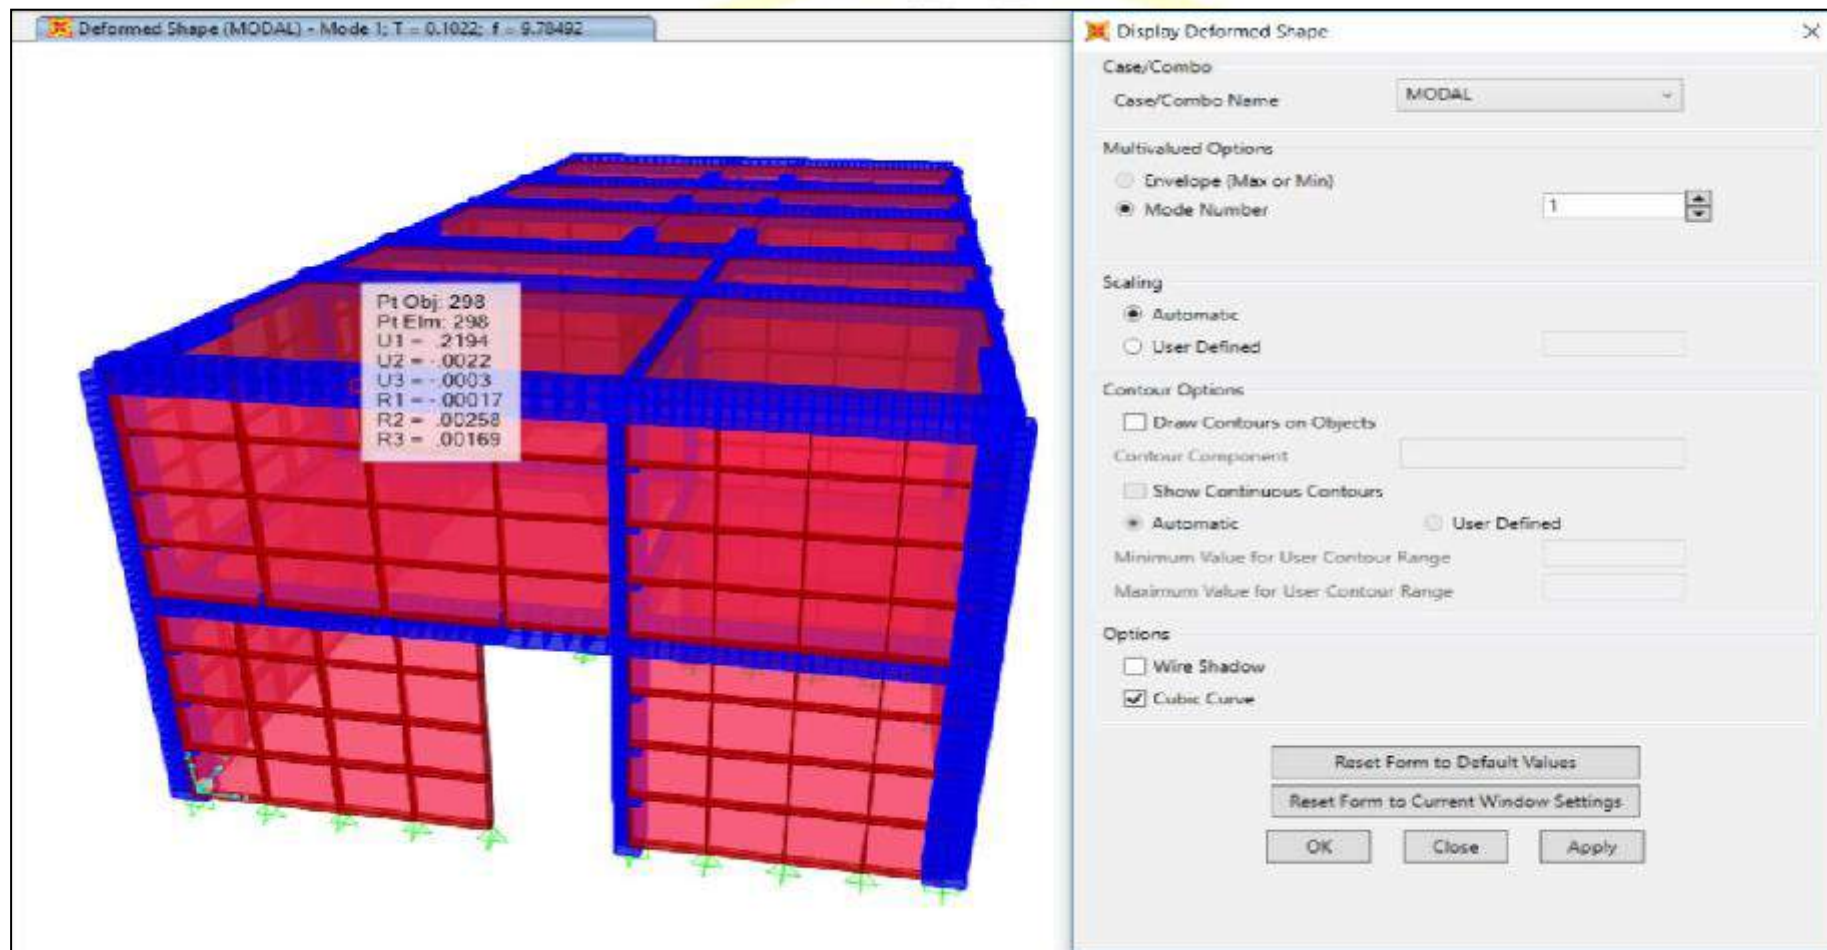 Deformed Shape (MODAL) - Mode 1; T = 0.1022; f = 9.78492
Pt Obj: 298
Pt Elm: 298
U1 = .2194
U2 = -.0022
U3 = -.0003
R1 = -.00017
R2 = .00258
R3 = .00169
Display Deformed Shape
Case/Combo
Case/Combo Name MODAL
Multivalued Options
Envelope (Max or Min)
Mode Number 1
Scaling
Automatic
User Defined
Contour Options
Draw Contours on Objects
Contour Component
Show Continuous Contours
Automatic User Defined
Minimum Value for User Contour Range
Maximum Value for User Contour Range
Options
Wire Shadow
Cubic Curve
Reset Form to Default Values
Reset Form to Current Window Settings
OK Close Apply